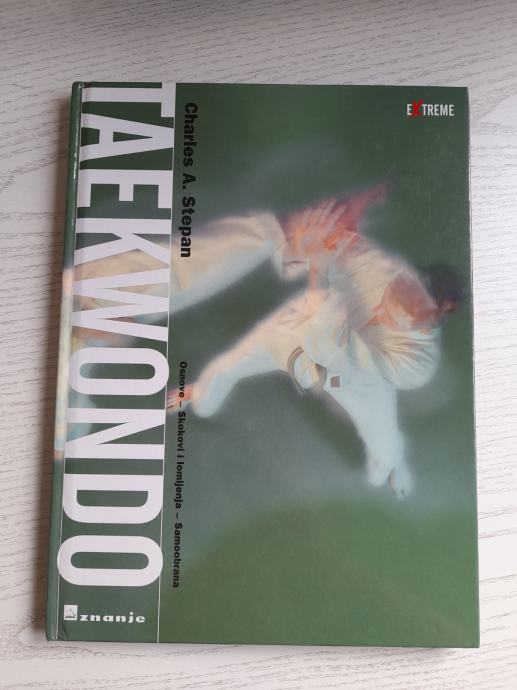 EXTREME
TAEKWONDO
Charles A. Stepan
Osnove – Skokovi i lomljenja – Samoobrana
znanje